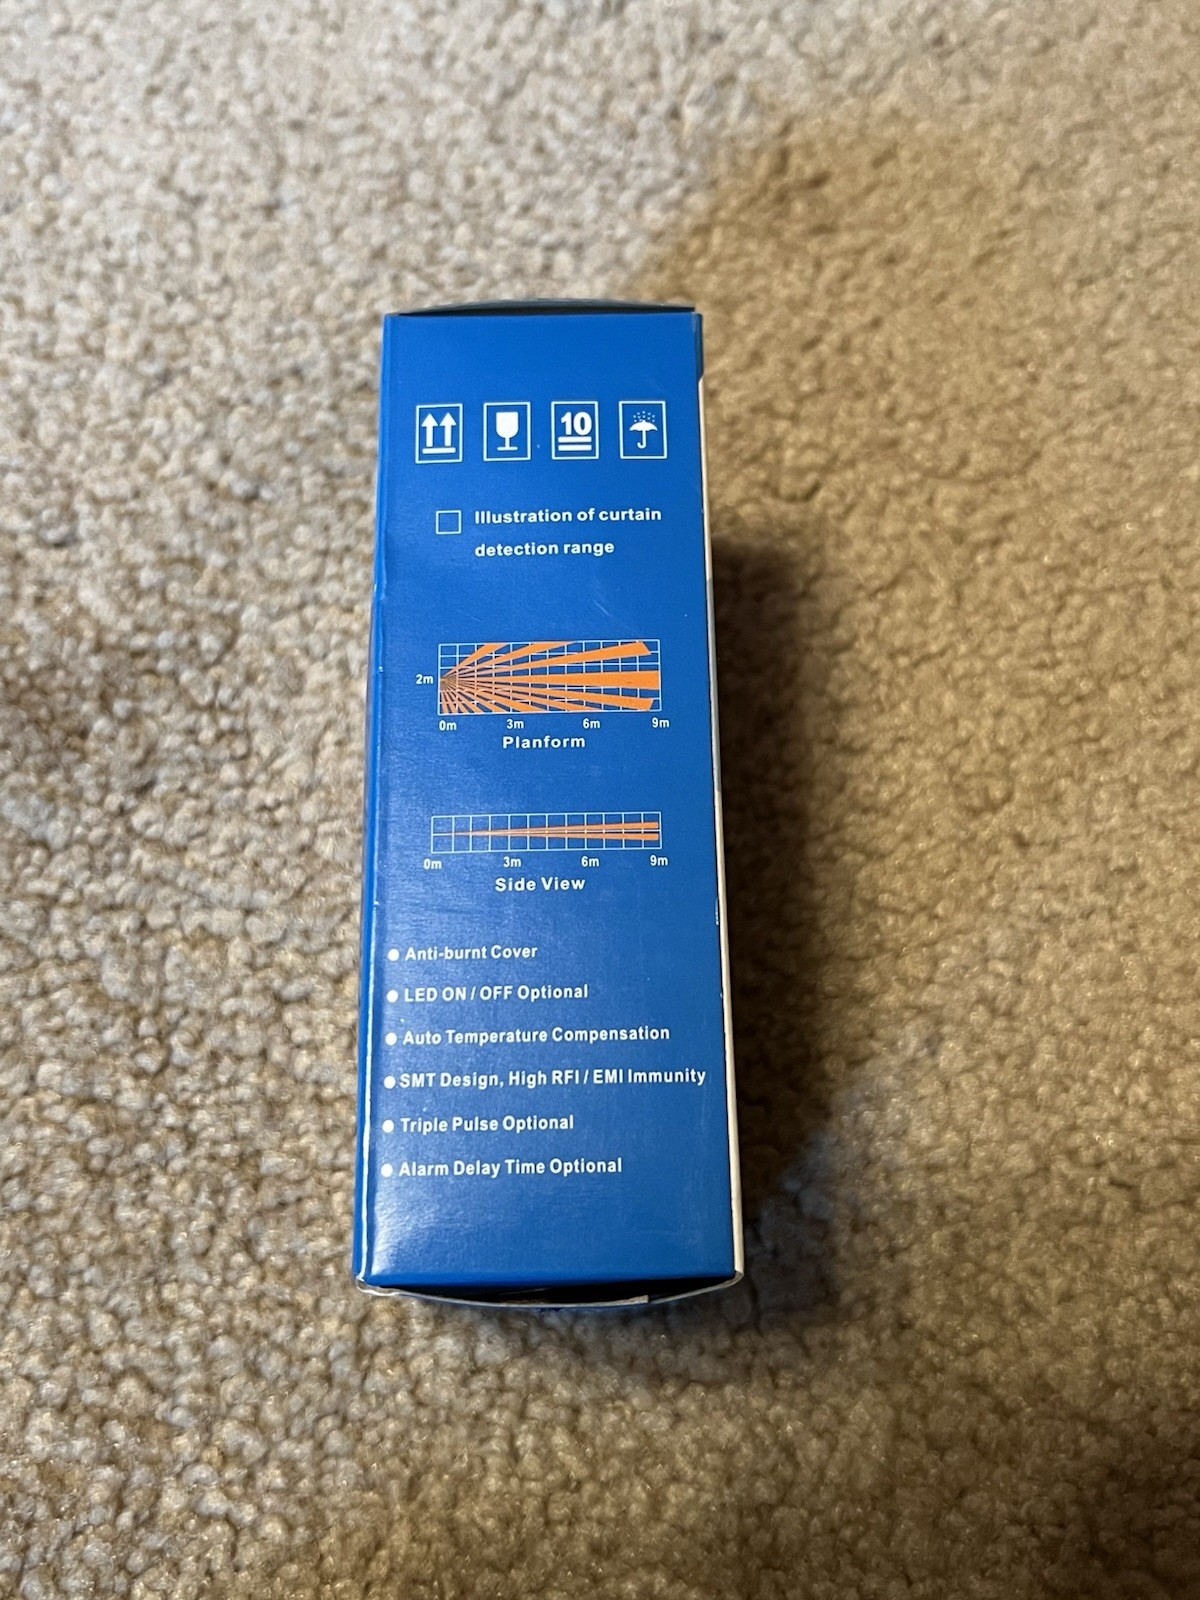 10
Illustration of curtain
detection range
2m
0m 3m 6m 9m
Planform
0m 3m 6m 9m
Side View
Anti-burnt Cover
LED ON / OFF Optional
Auto Temperature Compensation
SMT Design, High RFI / EMI Immunity
Triple Pulse Optional
Alarm Delay Time Optional